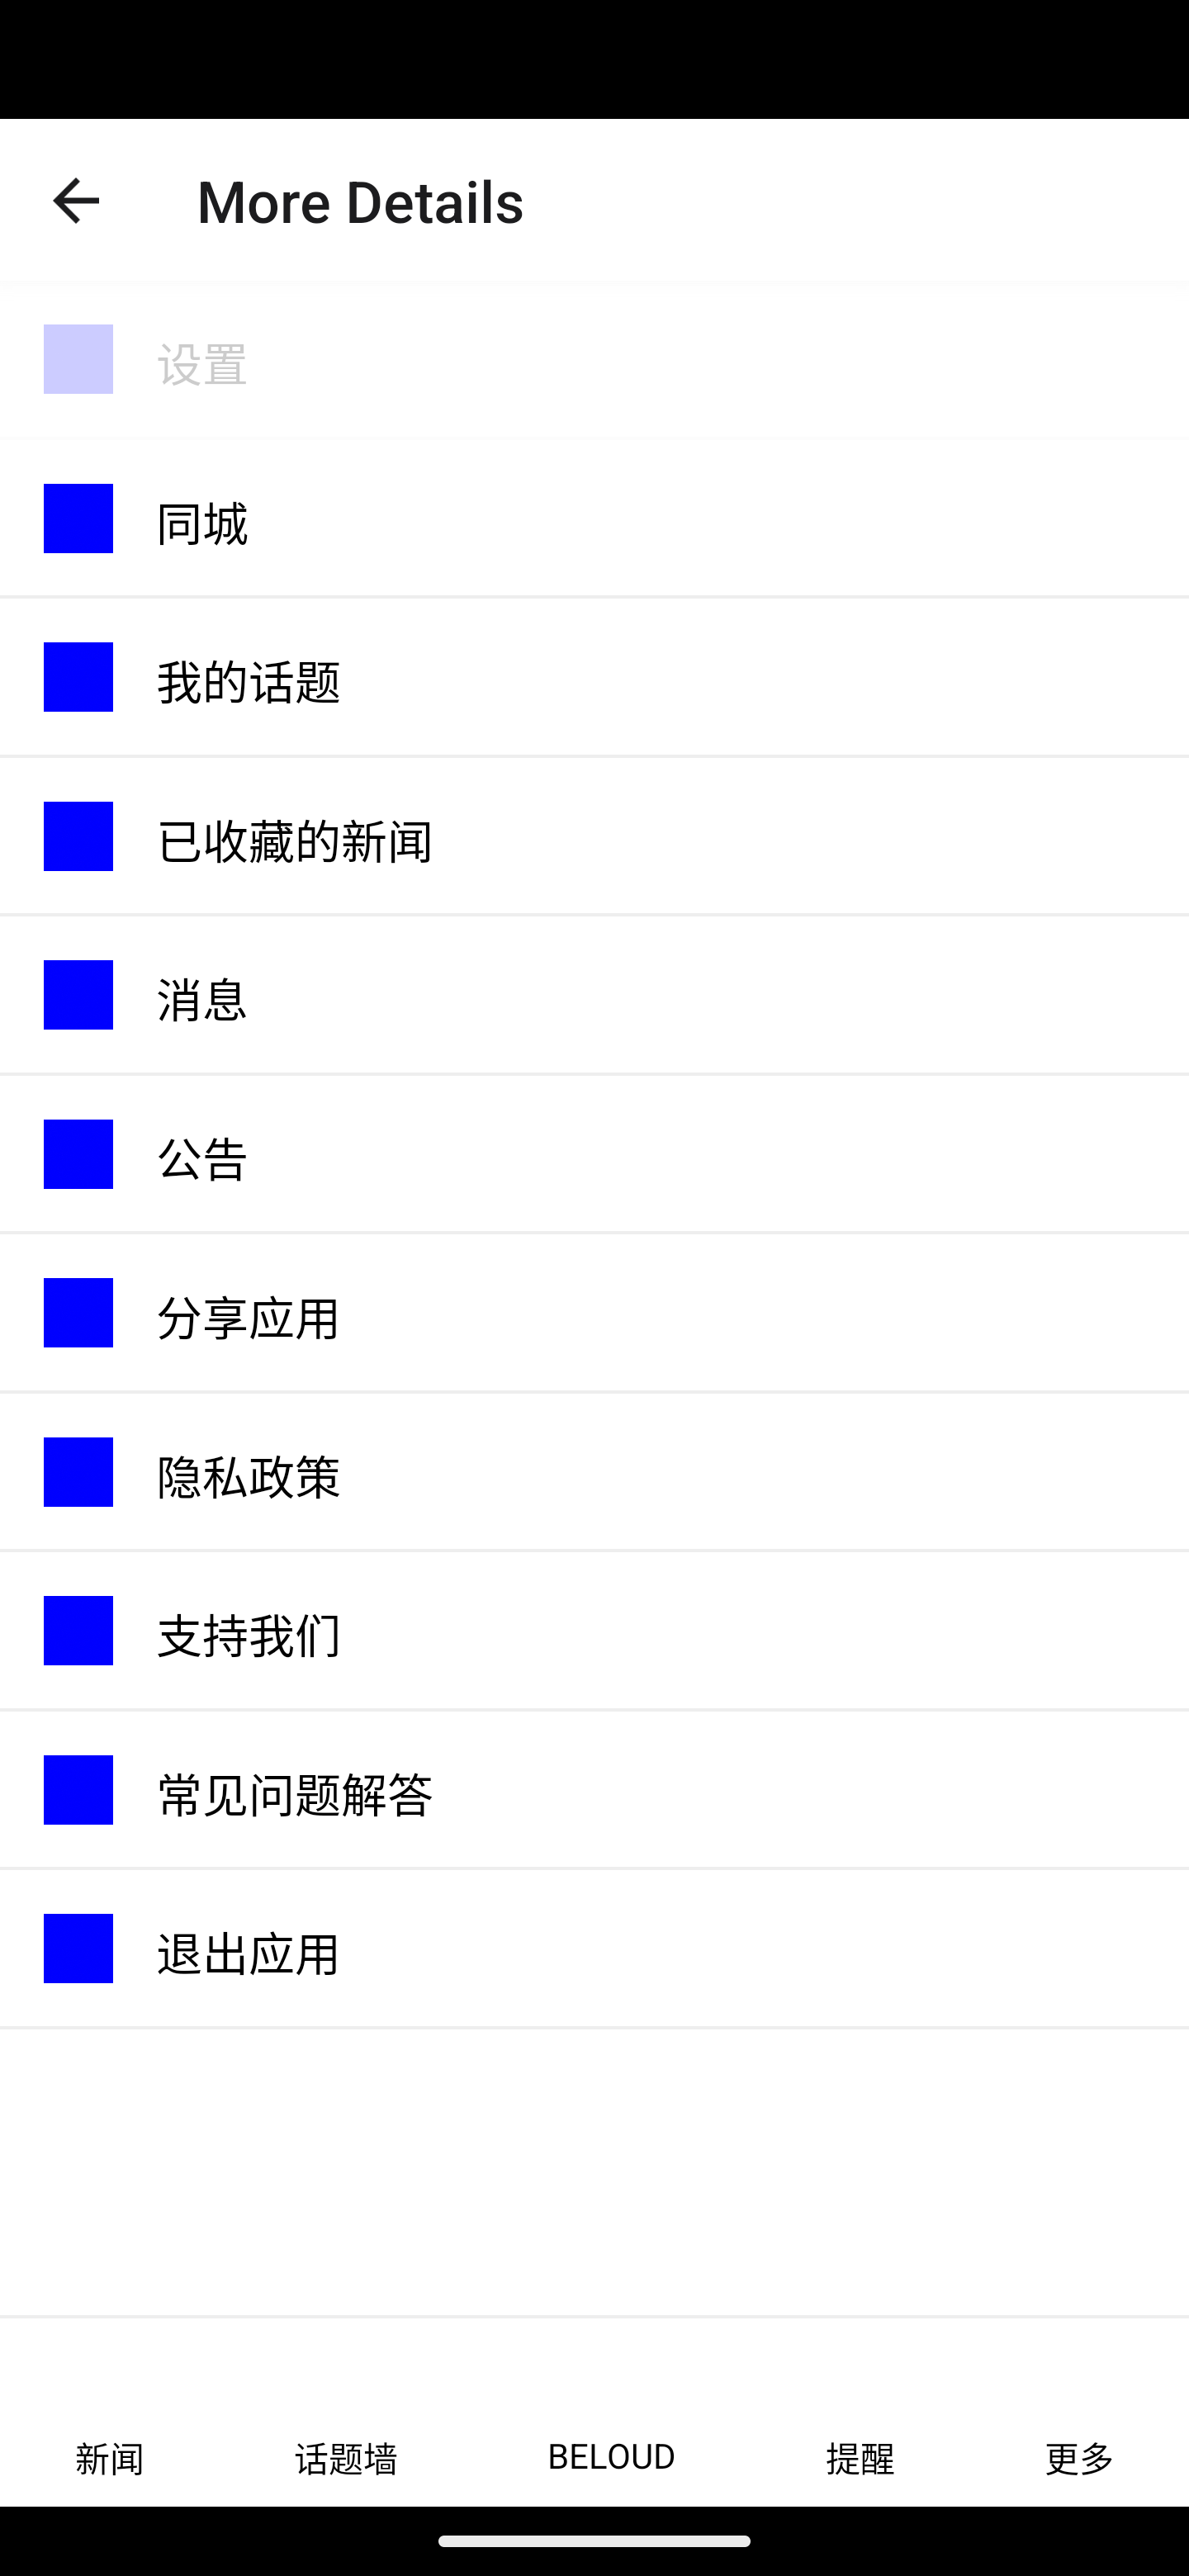 More Details
设置
同城
我的话题
已收藏的新闻
消息
公告
分享应用
隐私政策
支持我们
常见问题解答
退出应用
新闻 话题墙 BELOUD 提醒 更多